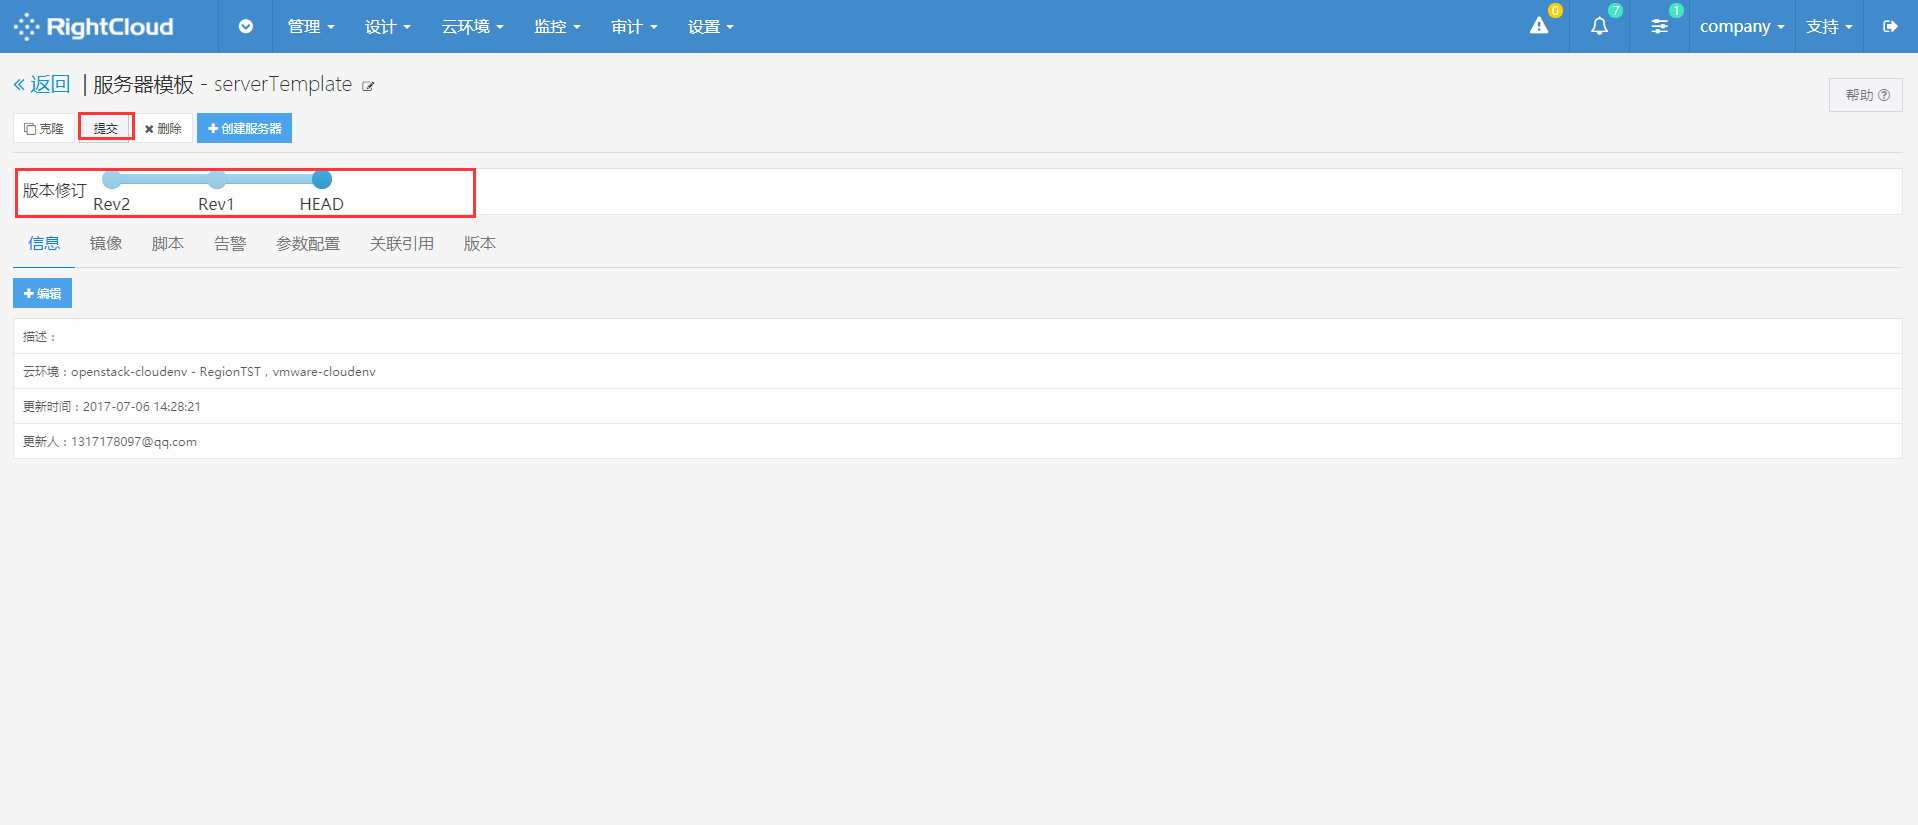 RightCloud 管理 设计 云环境 监控 审计 设置 0 7 1 company 支持
返回 | 服务器模板 - serverTemplate
帮助
克隆 提交 删除 创建服务器
版本修订
Rev2 Rev1 HEAD
信息 镜像 脚本 告警 参数配置 关联引用 版本
编辑
描述：
云环境：openstack-cloudenv - RegionTST，vmware-cloudenv
更新时间：2017-07-06 14:28:21
更新人：1317178097@qq.com